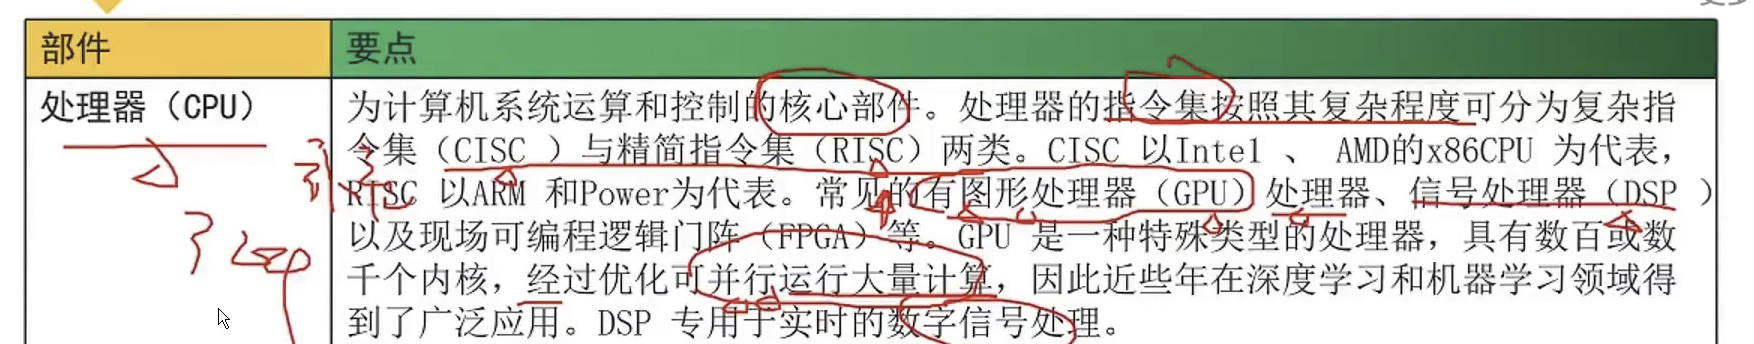 部件 要点
处理器（CPU） 为计算机系统运算和控制的核心部件。处理器的指令集按照其复杂程度可分为复杂指
令集（CISC ）与精简指令集（RISC）两类。CISC 以Intel 、 AMD的x86CPU 为代表，
RISC 以ARM 和Power为代表。常见的有图形处理器（GPU）处理器、信号处理器（DSP ）
以及现场可编程逻辑门阵（FPGA）等。GPU 是一种特殊类型的处理器，具有数百或数
千个内核，经过优化可并行运行大量计算，因此近些年在深度学习和机器学习领域得
到了广泛应用。DSP 专用于实时的数字信号处理。